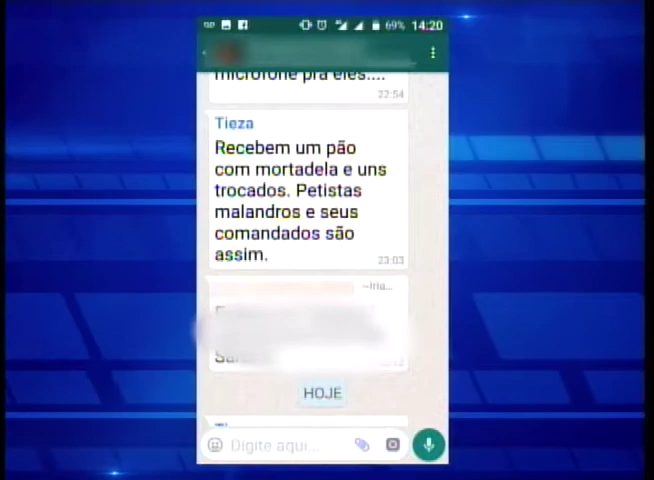 69% 14:20
microfone pra eles....
22:54
Tieza
Recebem um pão
com mortadela e uns
trocados. Petistas
malandros e seus
comandados são
assim.
23:03
HOJE
Digite aqui...